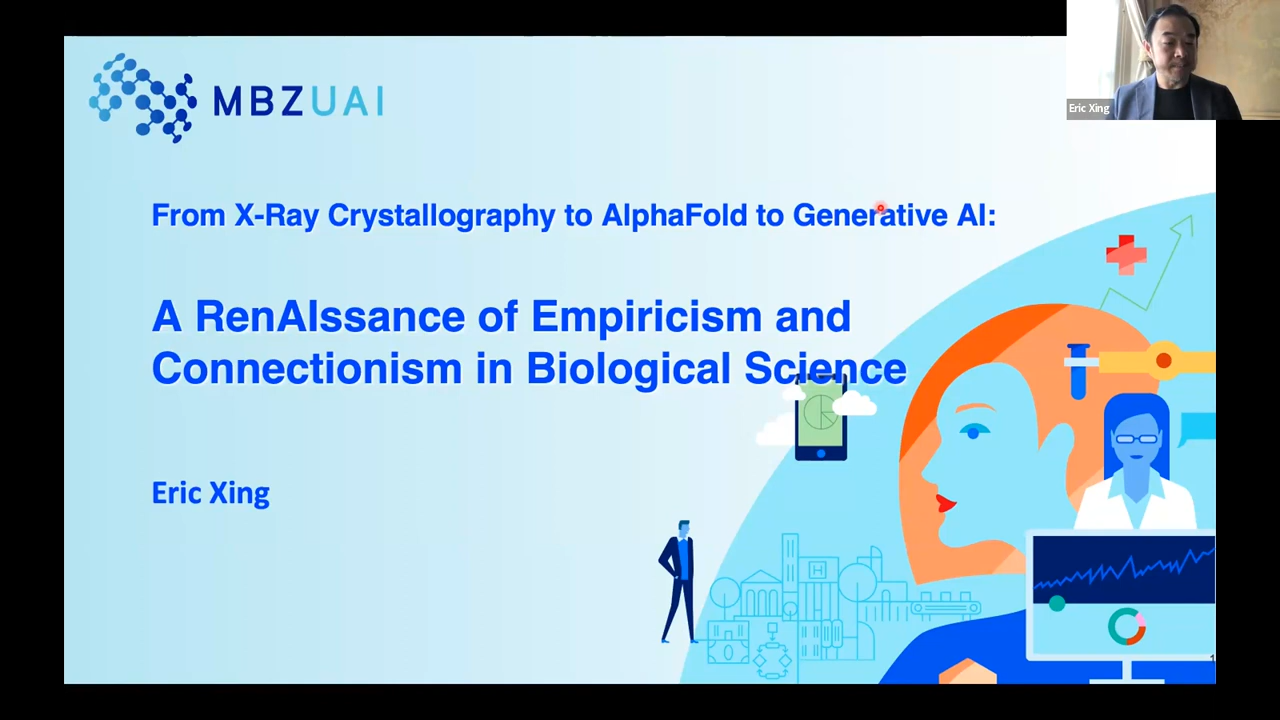 MBZUAI
Eric Xing
From X-Ray Crystallography to AlphaFold to Generative AI:
A RenAIssance of Empiricism and
Connectionism in Biological Science
Eric Xing
H
1